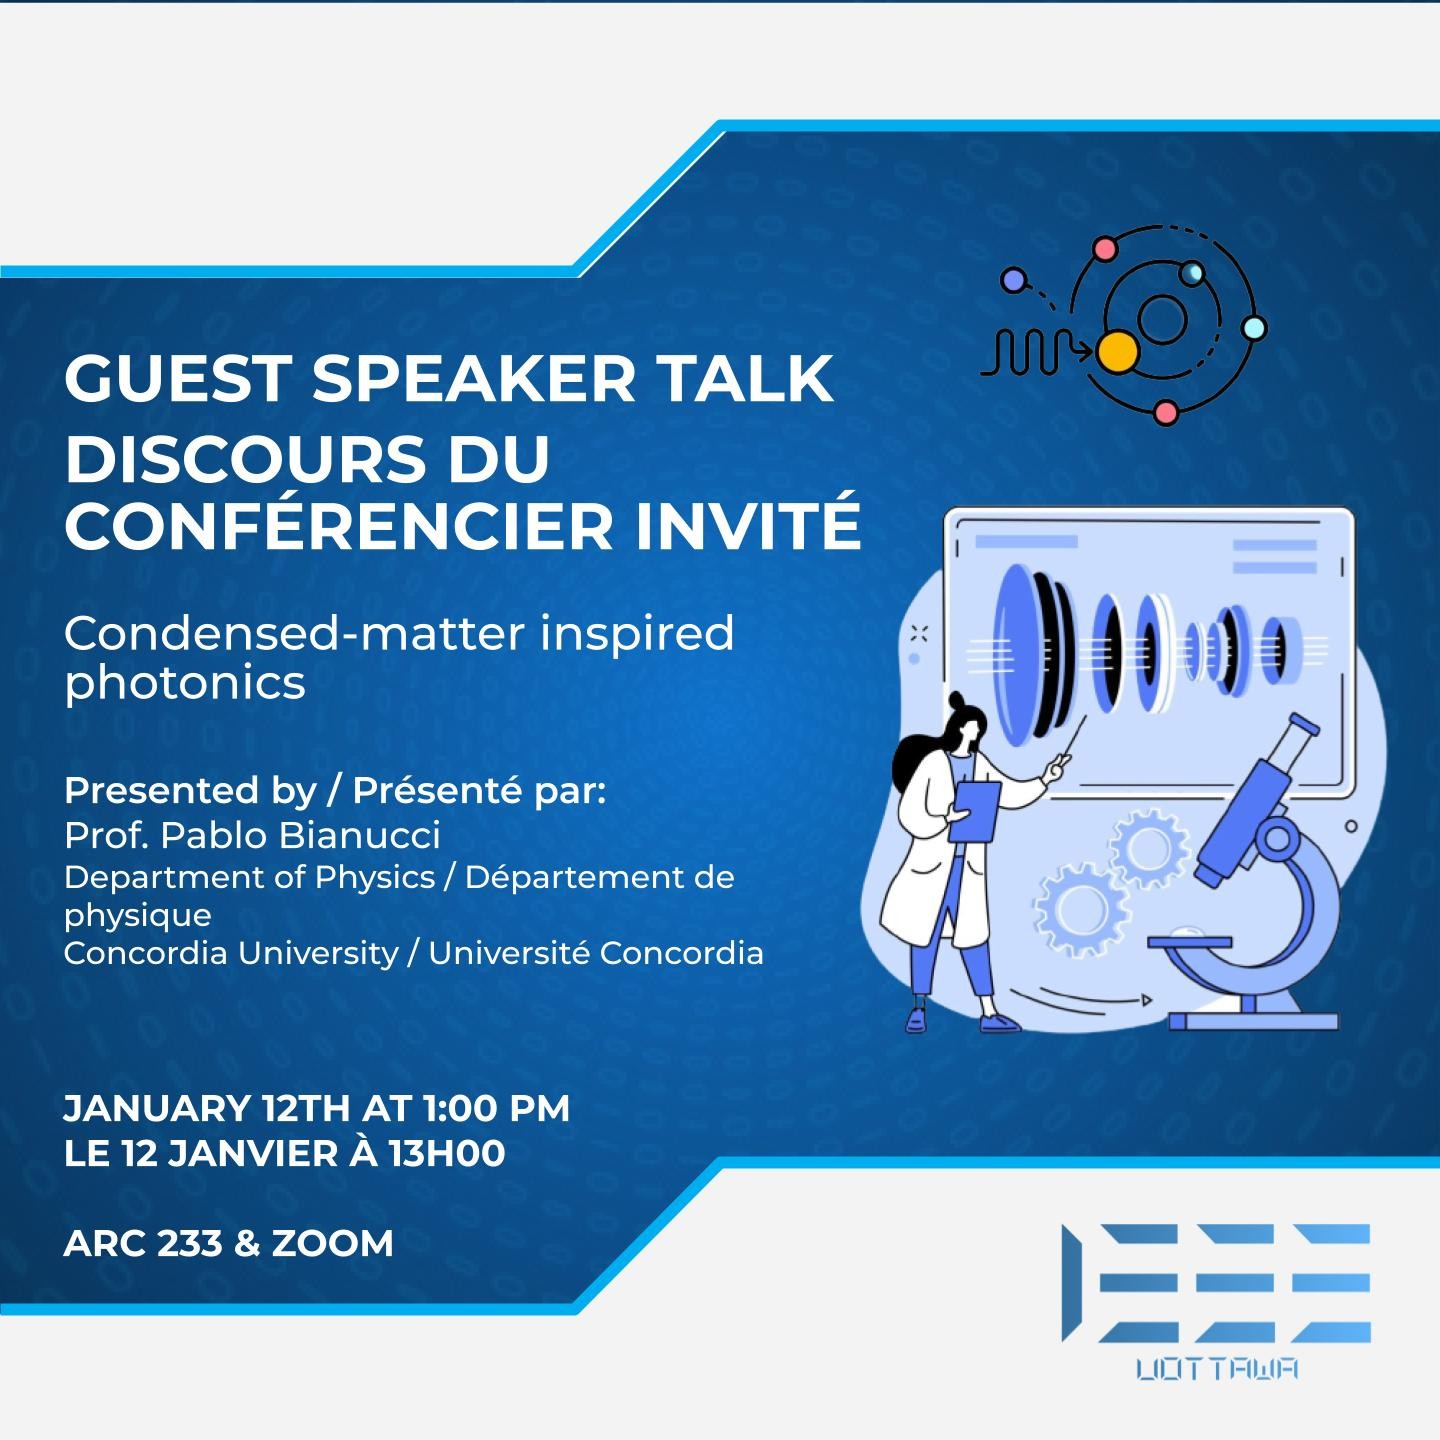 GUEST SPEAKER TALK
DISCOURS DU
CONFÉRENCIER INVITÉ
Condensed-matter inspired
photonics
Presented by / Présenté par:
Prof. Pablo Bianucci
Department of Physics / Département de
physique
Concordia University / Université Concordia
JANUARY 12TH AT 1:00 PM
LE 12 JANVIER À 13H00
ARC 233 & ZOOM
IEEE
UOTTAWA